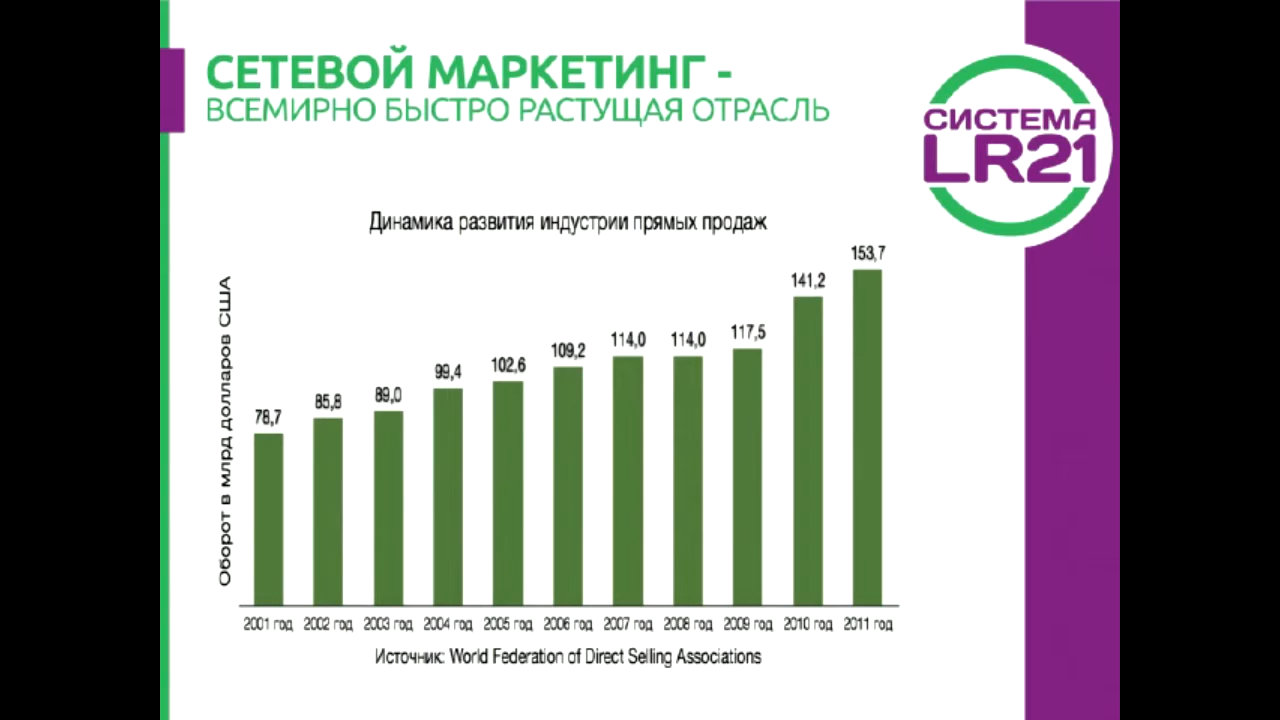 СЕТЕВОЙ МАРКЕТИНГ -
ВСЕМИРНО БЫСТРО РАСТУЩАЯ ОТРАСЛЬ
СИСТЕМА
LR21
Динамика развития индустрии прямых продаж
Оборот в млрд долларов США
78,7 85,8 89,0 99,4 102,6 109,2 114,0 114,0 117,5 141,2 153,7
2001 год 2002 год 2003 год 2004 год 2005 год 2006 год 2007 год 2008 год 2009 год 2010 год 2011 год
Источник: World Federation of Direct Selling Associations